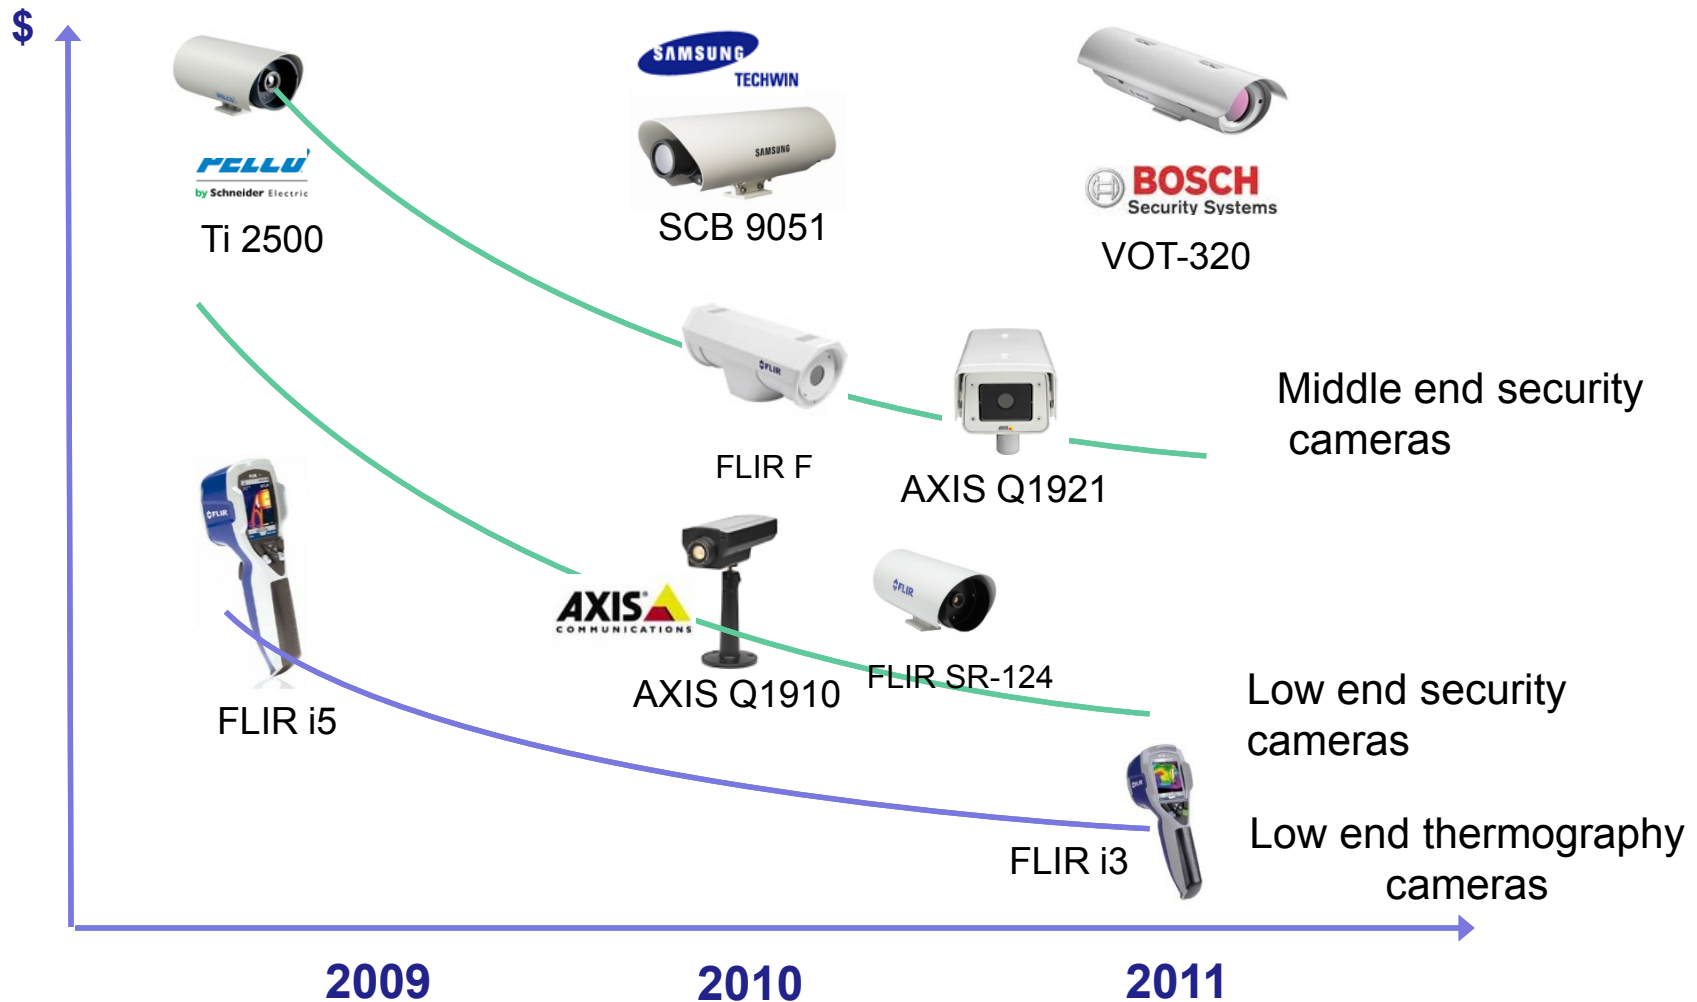 $
SAMSUNG
TECHWIN
SAMSUNG
PELCO
by Schneider Electric
Ti 2500
SCB 9051
BOSCH
Security Systems
VOT-320
FLIR
Middle end security
cameras
FLIR F
AXIS Q1921
FLIR
AXIS
COMMUNICATIONS
FLIR
AXIS Q1910
FLIR SR-124
Low end security
cameras
FLIR i5
FLIR i3
Low end thermography
cameras
2009
2010
2011